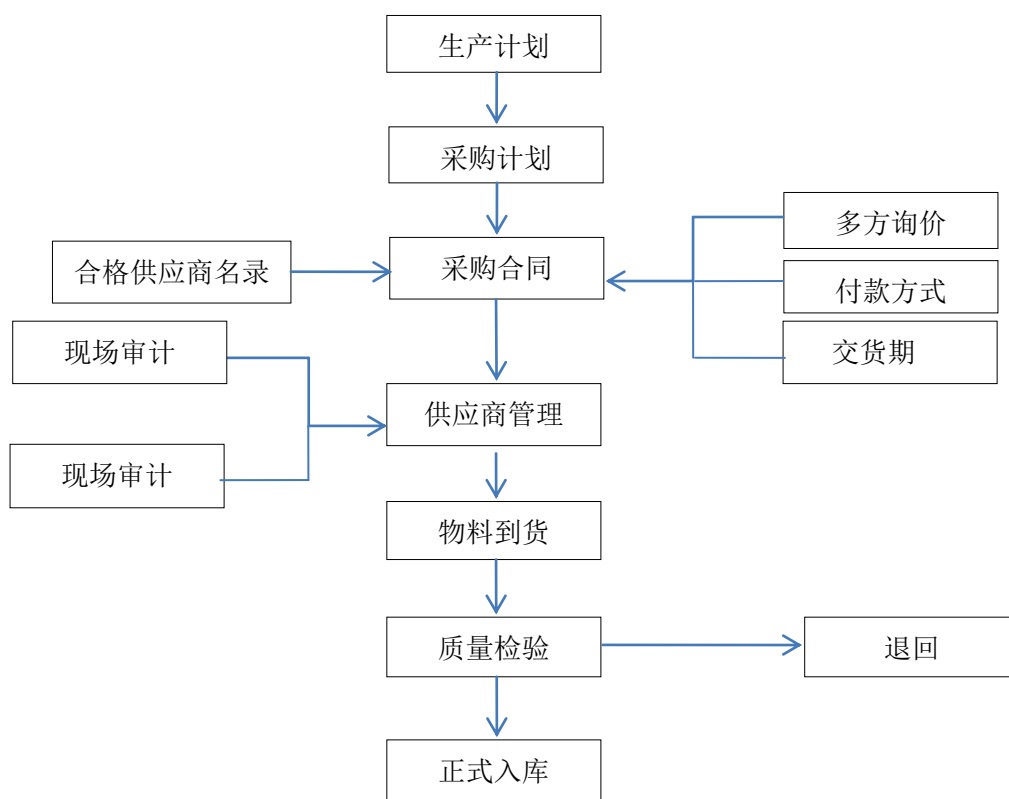 生产计划
采购计划
多方询价
合格供应商名录
采购合同
付款方式
现场审计
交货期
供应商管理
现场审计
物料到货
质量检验
退回
正式入库